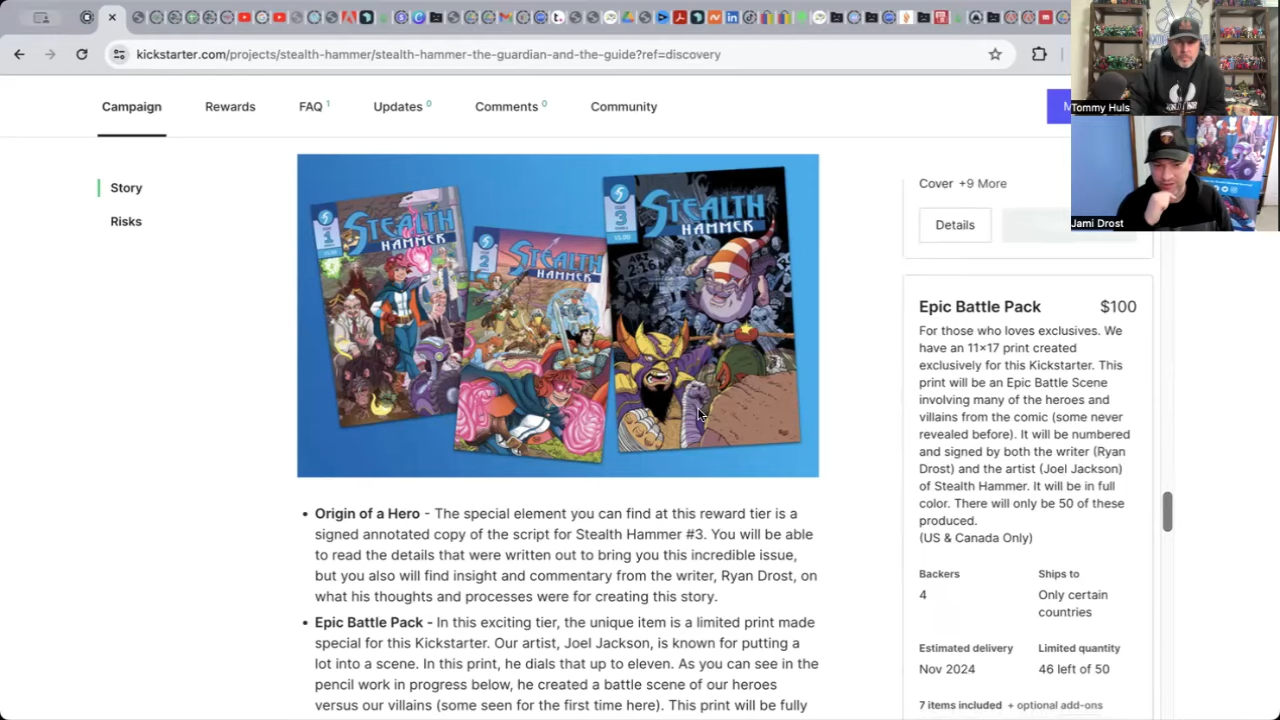 kickstarter.com/projects/stealth-hammer/stealth-hammer-the-guardian-and-the-guide?ref=discovery
Campaign
Rewards
FAQ 1
Updates 0
Comments 0
Community
M
Tommy Huls
Jami Drost
Story
Risks
STEALTH
HAMMER
1
STEALTH
HAMMER
2
STEALTH
HAMMER
3
Origin of a Hero - The special element you can find at this reward tier is a
signed annotated copy of the script for Stealth Hammer #3. You will be able
to read the details that were written out to bring you this incredible issue,
but you also will find insight and commentary from the writer, Ryan Drost, on
what his thoughts and processes were for creating this story.
Epic Battle Pack - In this exciting tier, the unique item is a limited print made
special for this Kickstarter. Our artist, Joel Jackson, is known for putting a
lot into a scene. In this print, he dials that up to eleven. As you can see in the
pencil work in progress below, he created a battle scene of our heroes
versus our villains (some seen for the first time here). This print will be fully
Cover +9 More
Details
Epic Battle Pack $100
For those who loves exclusives. We
have an 11x17 print created
exclusively for this Kickstarter. This
print will be an Epic Battle Scene
involving many of the heroes and
villains from the comic (some never
revealed before). It will be numbered
and signed by both the writer (Ryan
Drost) and the artist (Joel Jackson)
of Stealth Hammer. It will be in full
color. There will only be 50 of these
produced.
(US & Canada Only)
Backers
4
Ships to
Only certain
countries
Estimated delivery
Nov 2024
Limited quantity
46 left of 50
7 items included + optional add-ons